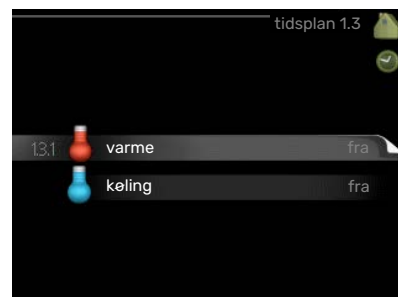 tidsplan 1.3
1.3.1 varme fra
køling fra